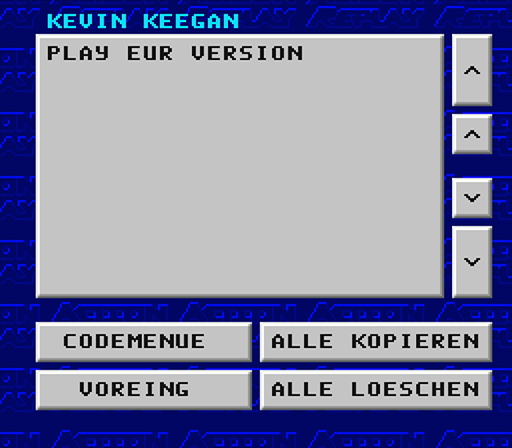 KEVIN KEEGAN
PLAY EUR VERSION
CODEMENUE
ALLE KOPIEREN
VOREING
ALLE LOESCHEN